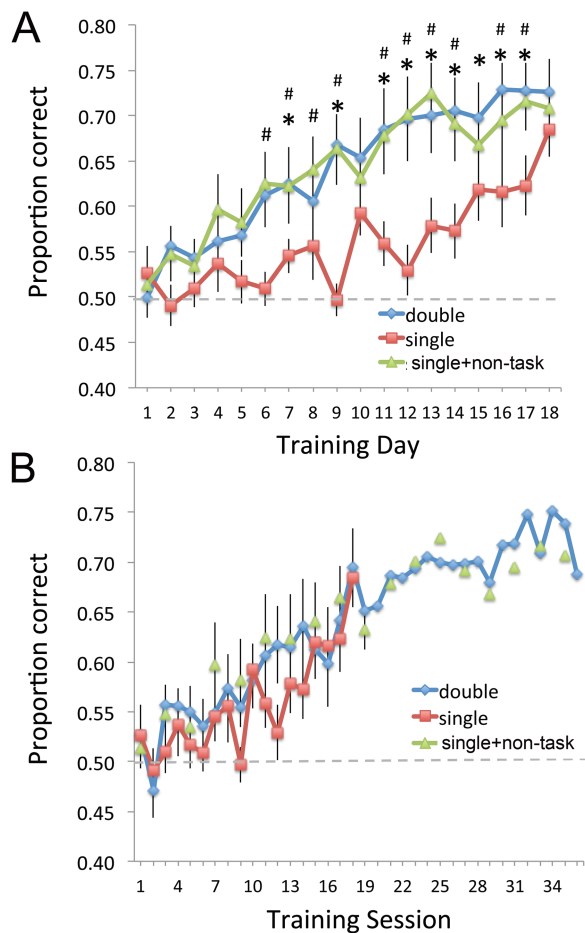 A
0.80
# # # # # # # # # # #
* * * * * * * * *
0.75
0.70
0.65
0.60
0.55
0.50
0.45
0.40
Proportion correct
double
single
single+non-task
1 2 3 4 5 6 7 8 9 10 11 12 13 14 15 16 17 18
Training Day
B
0.80
0.75
0.70
0.65
0.60
0.55
0.50
0.45
0.40
Proportion correct
double
single
single+non-task
1 4 7 10 13 16 19 22 25 28 31 34
Training Session